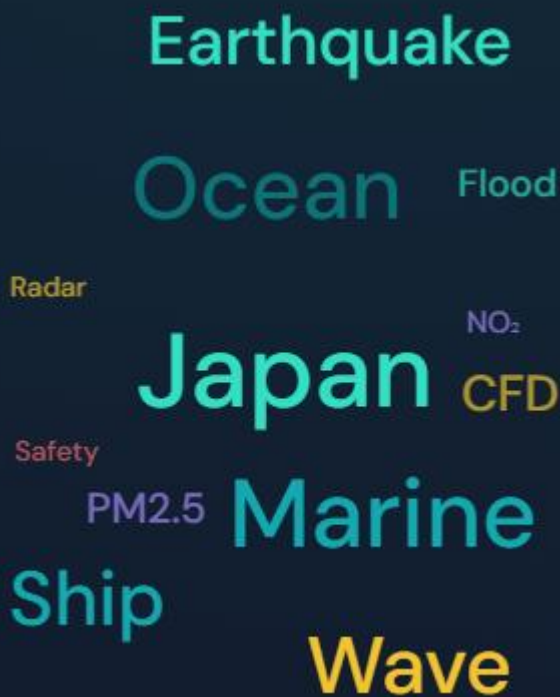 Earthquake
Ocean
Flood
Radar
NO₂
Japan
CFD
Safety
PM2.5
Marine
Ship
Wave